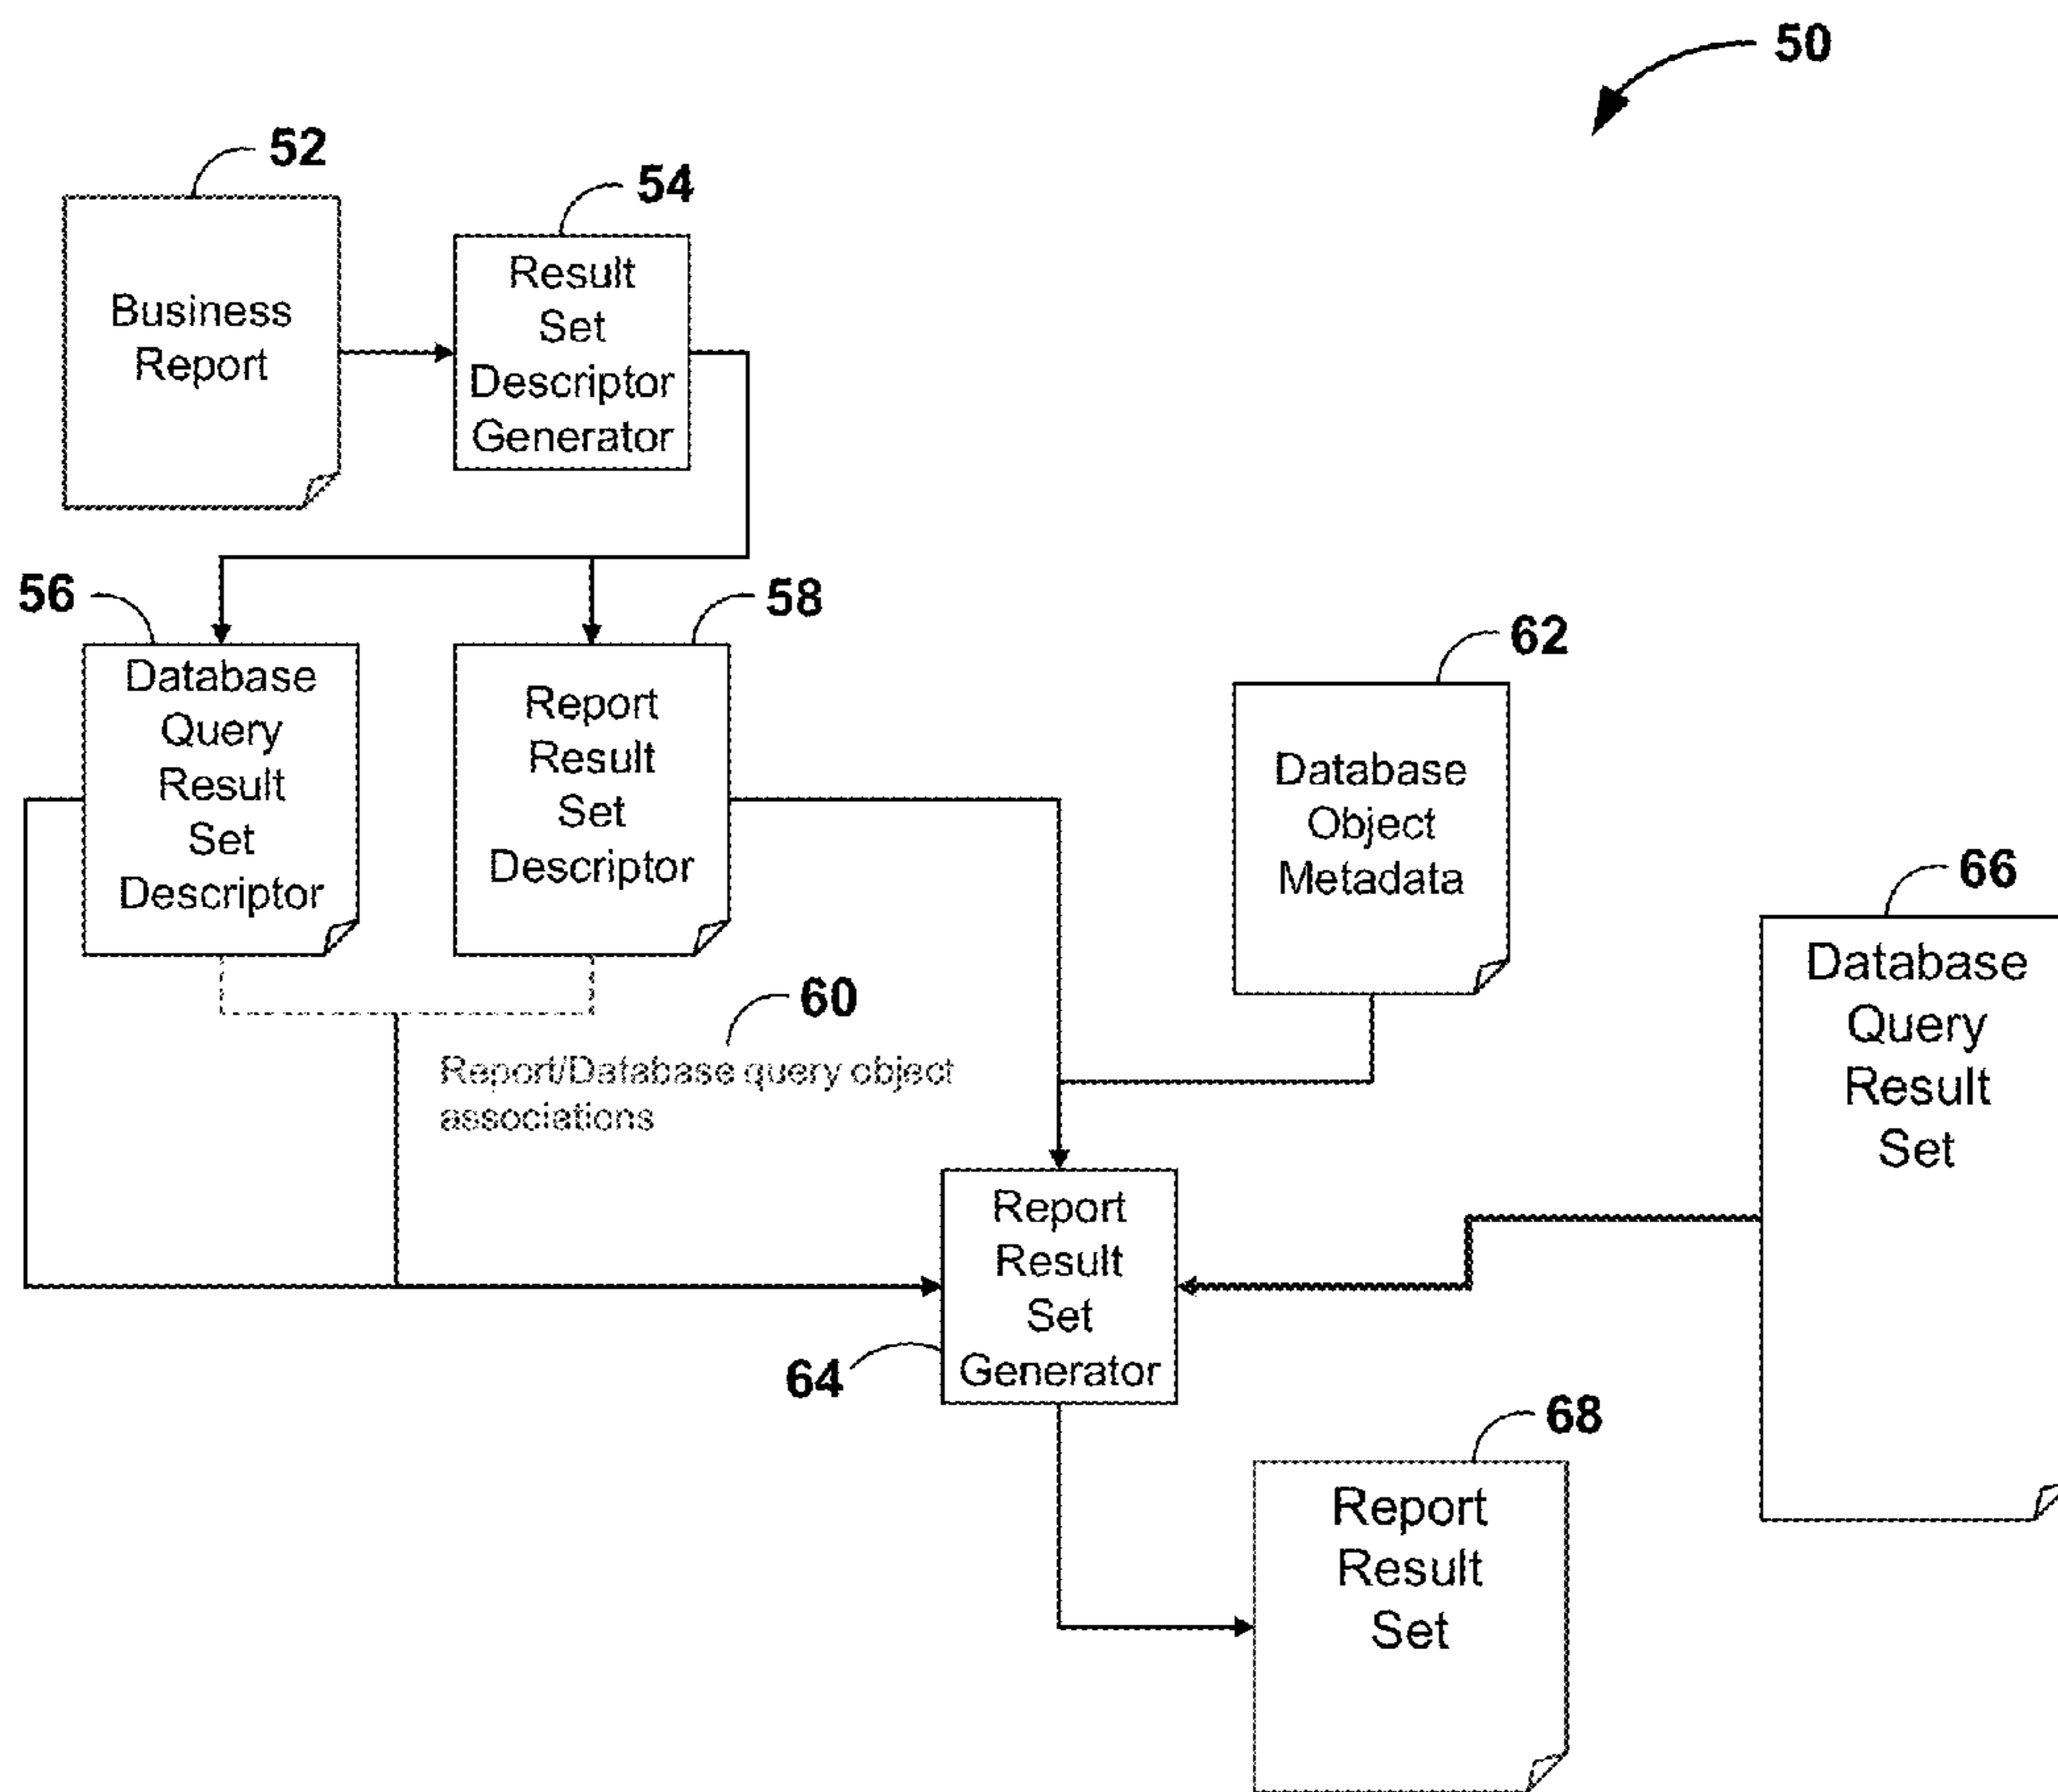 50
52
Business
Report
54
Result
Set
Descriptor
Generator
56
Database
Query
Result
Set
Descriptor
58
Report
Result
Set
Descriptor
60
Report/Database query object
associations
62
Database
Object
Metadata
66
Database
Query
Result
Set
64
Report
Result
Set
Generator
68
Report
Result
Set